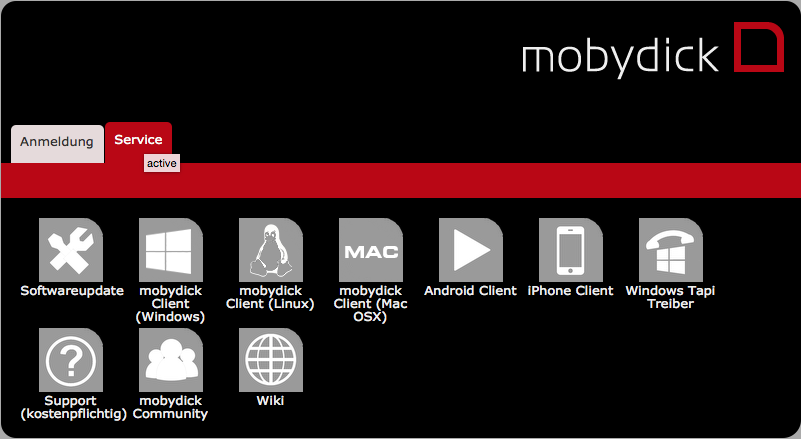 mobydick
Anmeldung
Service
active
MAC
Softwareupdate
mobydick
Client
(Windows)
mobydick
Client (Linux)
mobydick
Client (Mac
OSX)
Android Client
iPhone Client
Windows Tapi
Treiber
?
Support
(kostenpflichtig)
mobydick
Community
Wiki